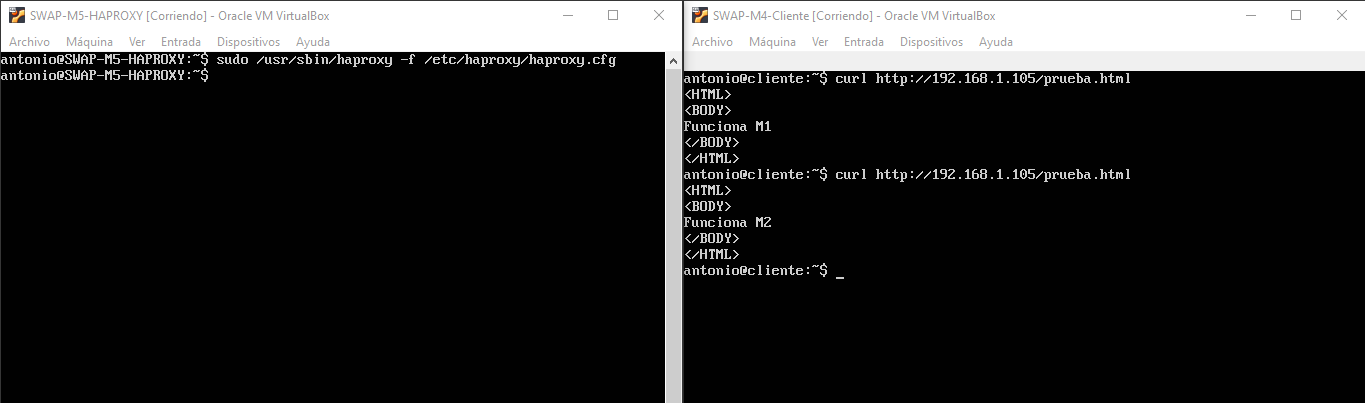 SWAP-M5-HAPROXY [Corriendo] - Oracle VM VirtualBox
Archivo Máquina Ver Entrada Dispositivos Ayuda
antonio@SWAP-M5-HAPROXY:~$ sudo /usr/sbin/haproxy -f /etc/haproxy/haproxy.cfg
antonio@SWAP-M5-HAPROXY:~$
SWAP-M4-Cliente [Corriendo] - Oracle VM VirtualBox
Archivo Máquina Ver Entrada Dispositivos Ayuda
antonio@cliente:~$ curl http://192.168.1.105/prueba.html
<HTML>
<BODY>
Funciona M1
</BODY>
</HTML>
antonio@cliente:~$ curl http://192.168.1.105/prueba.html
<HTML>
<BODY>
Funciona M2
</BODY>
</HTML>
antonio@cliente:~$ _